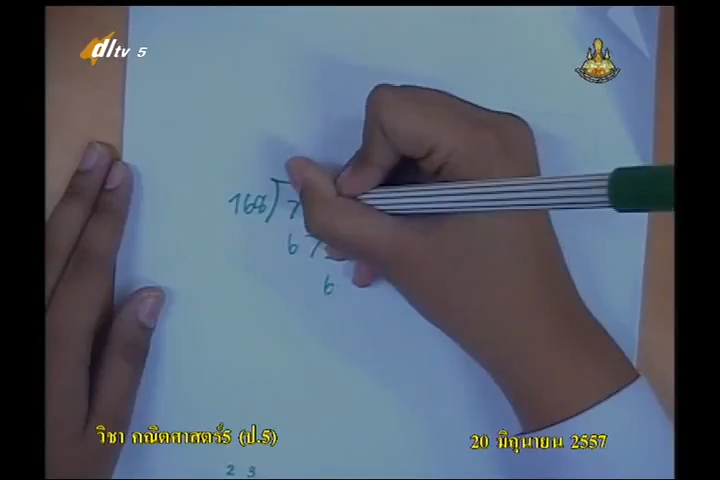 dltv 5
168 7
6 7
6
วิชา คณิตศาสตร์5 (ป.5)
20 มิถุนายน 2557
2 3